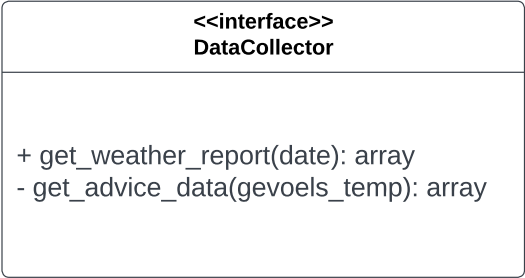 <<interface>>
DataCollector
+ get_weather_report(date): array
- get_advice_data(gevoels_temp): array